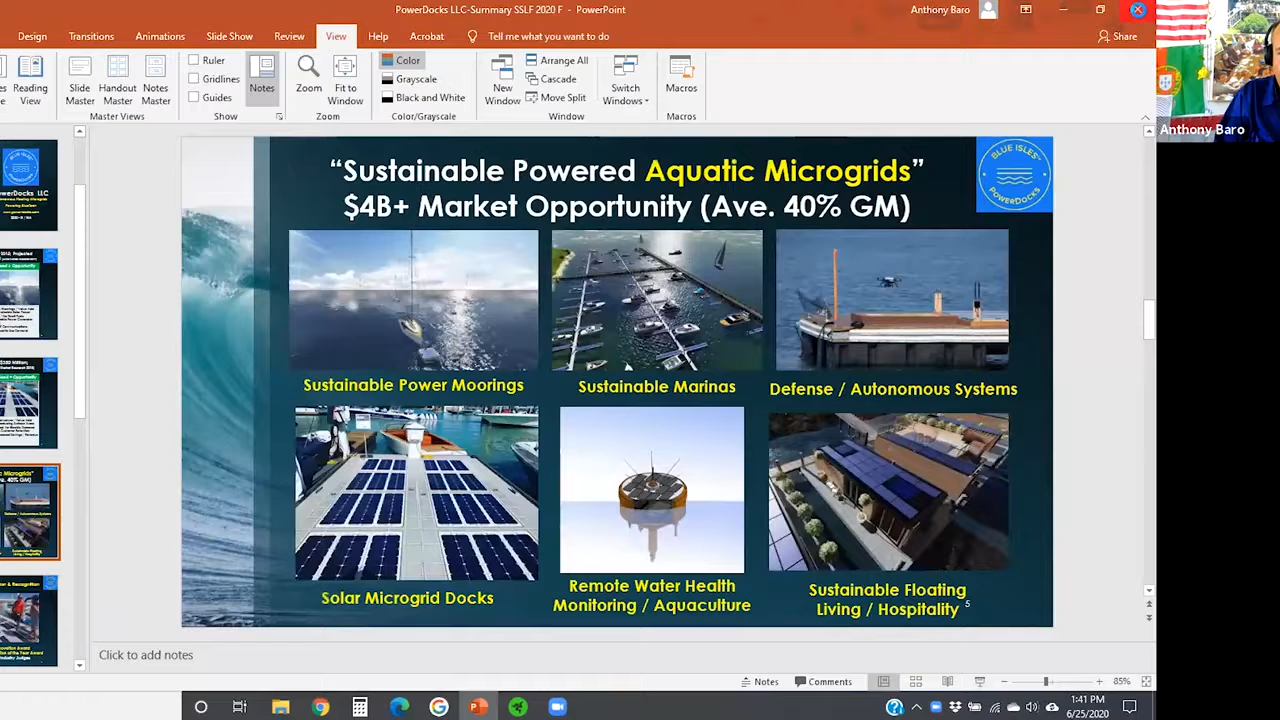 PowerDocks LLC-Summary SSLF 2020 F - PowerPoint
Anthony Baro
Design Transitions Animations Slide Show Review View Help Acrobat Tell me what you want to do
Share
Reading View
Slide Master
Handout Master
Notes Master
Master Views
Ruler
Gridlines
Guides
Show
Notes
Zoom
Fit to Window
Zoom
Color
Grayscale
Black and White
Color/Grayscale
New Window
Arrange All
Cascade
Move Split
Switch Windows
Window
Macros
Macros
Anthony Baro
“Sustainable Powered Aquatic Microgrids”
$4B+ Market Opportunity (Ave. 40% GM)
BLUE ISLES
POWERDOCKS
Sustainable Power Moorings
Sustainable Marinas
Defense / Autonomous Systems
Solar Microgrid Docks
Remote Water Health
Monitoring / Aquaculture
Sustainable Floating
Living / Hospitality
5
Click to add notes
Notes Comments
85%
1:41 PM
6/25/2020